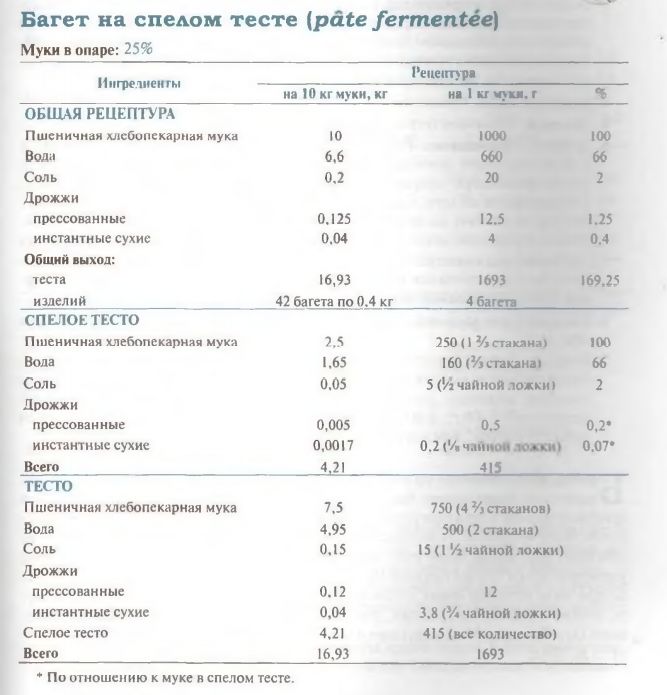 Багет на спелом тесте (pâte fermentée)
Муки в опаре: 25%
Ингредиенты Рецептура
на 10 кг муки, кг на 1 кг муки, г %
ОБЩАЯ РЕЦЕПТУРА
Пшеничная хлебопекарная мука 10 1000 100
Вода 6,6 660 66
Соль 0,2 20 2
Дрожжи
прессованные 0,125 12,5 1,25
инстантные сухие 0,04 4 0,4
Общий выход:
теста 16,93 1693 169,25
изделий 42 багета по 0,4 кг 4 багета
СПЕЛОЕ ТЕСТО
Пшеничная хлебопекарная мука 2,5 250 (1 ⅔ стакана) 100
Вода 1,65 160 (⅔ стакана) 66
Соль 0,05 5 (½ чайной ложки) 2
Дрожжи
прессованные 0,005 0,5 0,2*
инстантные сухие 0,0017 0,2 (⅛ чайной ложки) 0,07*
Всего 4,21 415
ТЕСТО
Пшеничная хлебопекарная мука 7,5 750 (4 ⅔ стаканов)
Вода 4,95 500 (2 стакана)
Соль 0,15 15 (1 ½ чайной ложки)
Дрожжи
прессованные 0,12 12
инстантные сухие 0,04 3,8 (¾ чайной ложки)
Спелое тесто 4,21 415 (все количество)
Всего 16,93 1693
* По отношению к муке в спелом тесте.